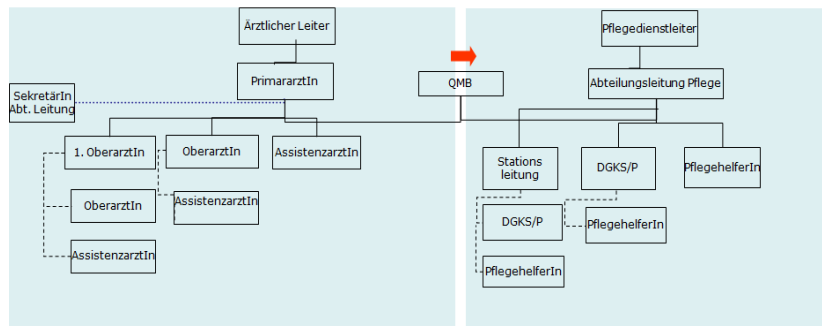 Ärztlicher Leiter
Pflegedienstleiter
PrimararztIn
QMB
Abteilungsleitung Pflege
SekretärIn
Abt. Leitung
1. OberarztIn
OberarztIn
AssistenzarztIn
Stations
leitung
DGKS/P
PflegehelferIn
OberarztIn
AssistenzarztIn
DGKS/P
PflegehelferIn
AssistenzarztIn
PflegehelferIn